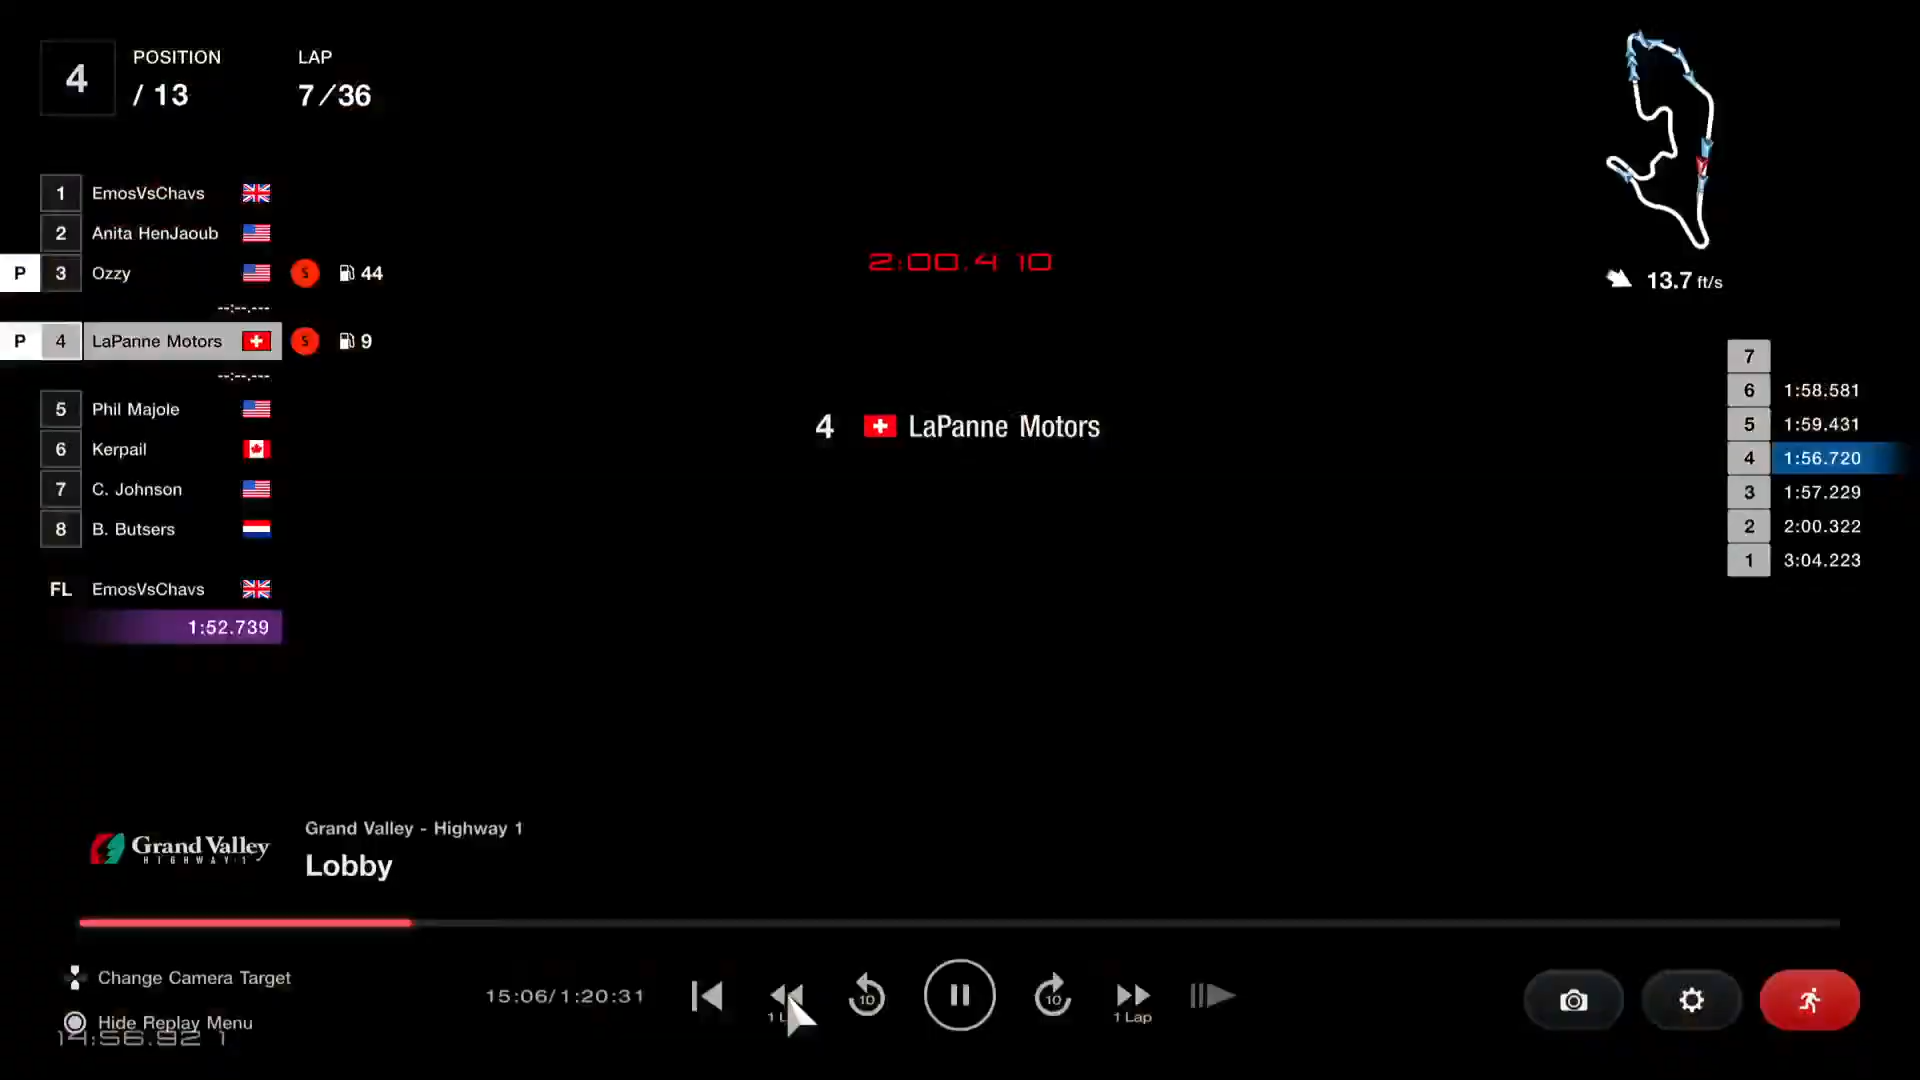 4
POSITION
/ 13
LAP
7/36
1 EmosVsChavs
2 Anita HenJaoub
P 3 Ozzy S 44
--:--.---
P 4 LaPanne Motors S 9
--:--.---
5 Phil Majole
6 Kerpail
7 C. Johnson
8 B. Butsers
FL EmosVsChavs
1:52.739
2:00.410
4 LaPanne Motors
13.7 ft/s
7
6 1:58.581
5 1:59.431
4 1:56.720
3 1:57.229
2 2:00.322
1 3:04.223
Grand Valley
HIGHWAY·1
Grand Valley - Highway 1
Lobby
Change Camera Target
Hide Replay Menu
14:56.921
15:06/1:20:31
10
10
1 Lap